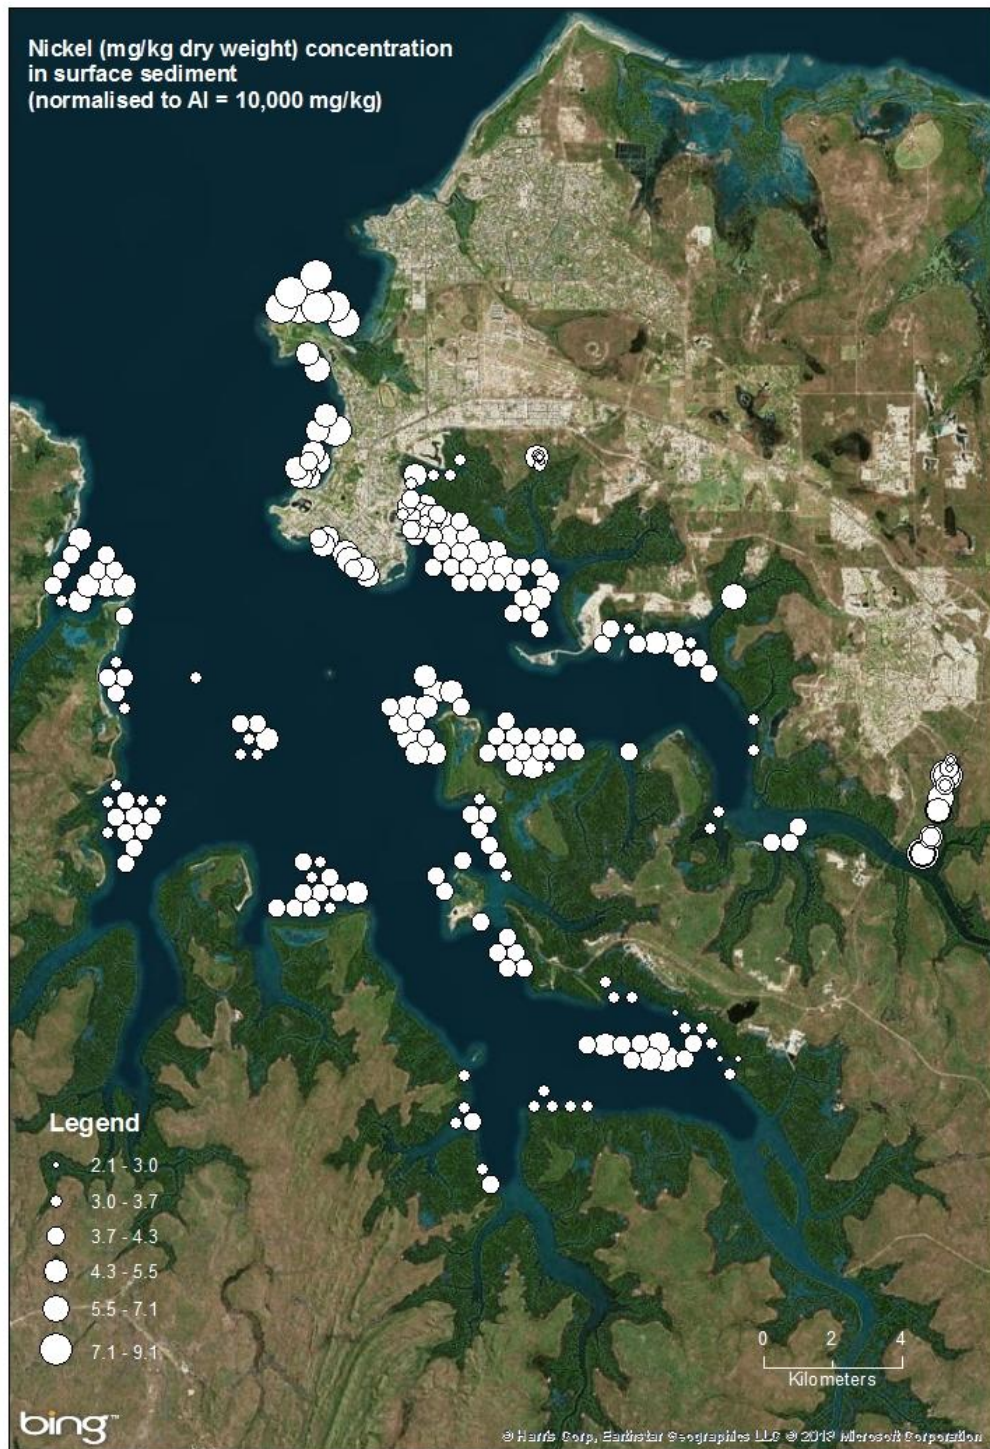 Nickel (mg/kg dry weight) concentration
in surface sediment
(normalised to Al = 10,000 mg/kg)
Legend
2.1 - 3.0
3.0 - 3.7
3.7 - 4.3
4.3 - 5.5
5.5 - 7.1
7.1 - 9.1
0 2 4
Kilometers
bing™
© Harris Corp, Earthstar Geographics LLC © 2013 Microsoft Corporation